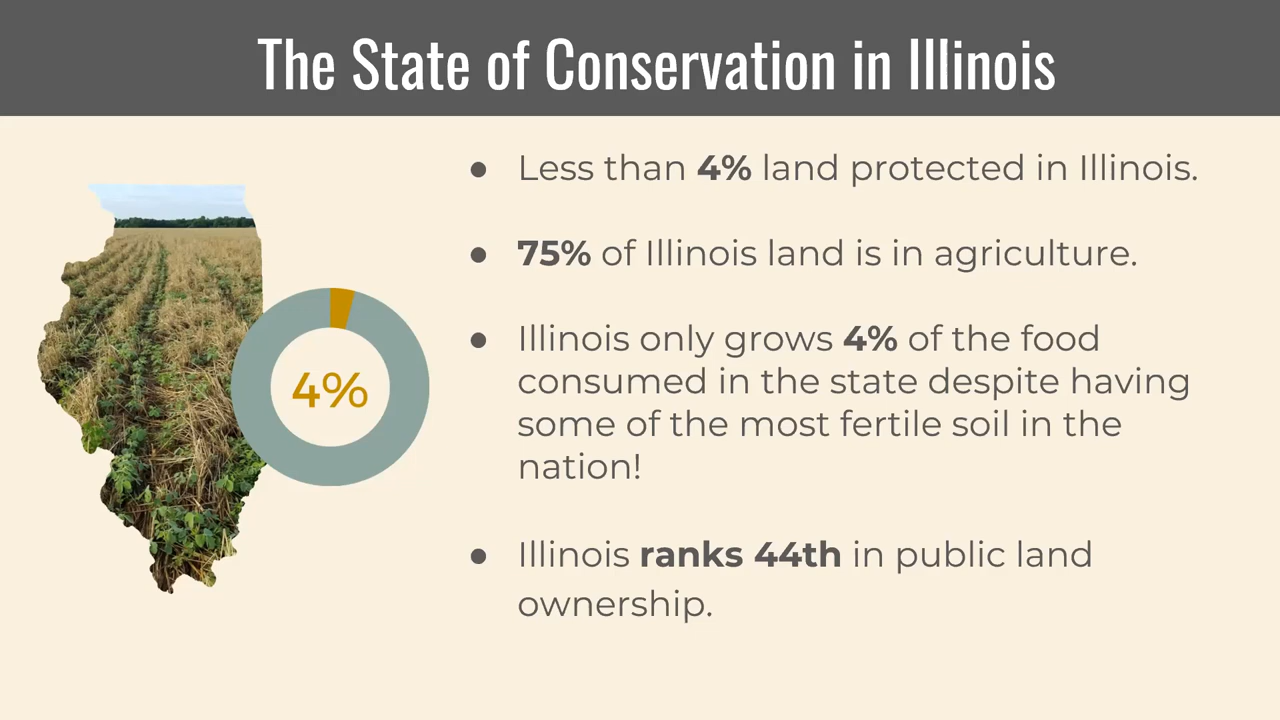 The State of Conservation in Illinois
● Less than 4% land protected in Illinois.
● 75% of Illinois land is in agriculture.
● Illinois only grows 4% of the food
consumed in the state despite having
some of the most fertile soil in the
nation!
● Illinois ranks 44th in public land
ownership.
4%